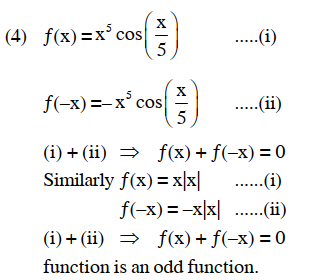 (4) f(x) = x⁵ cos(x/5) .....(i)
f(–x) = – x⁵ cos(x/5) .....(ii)
(i) + (ii) ⇒ f(x) + f(–x) = 0
Similarly f(x) = x|x| ......(i)
f(–x) = –x|x| ......(ii)
(i) + (ii) ⇒ f(x) + f(–x) = 0
function is an odd function.